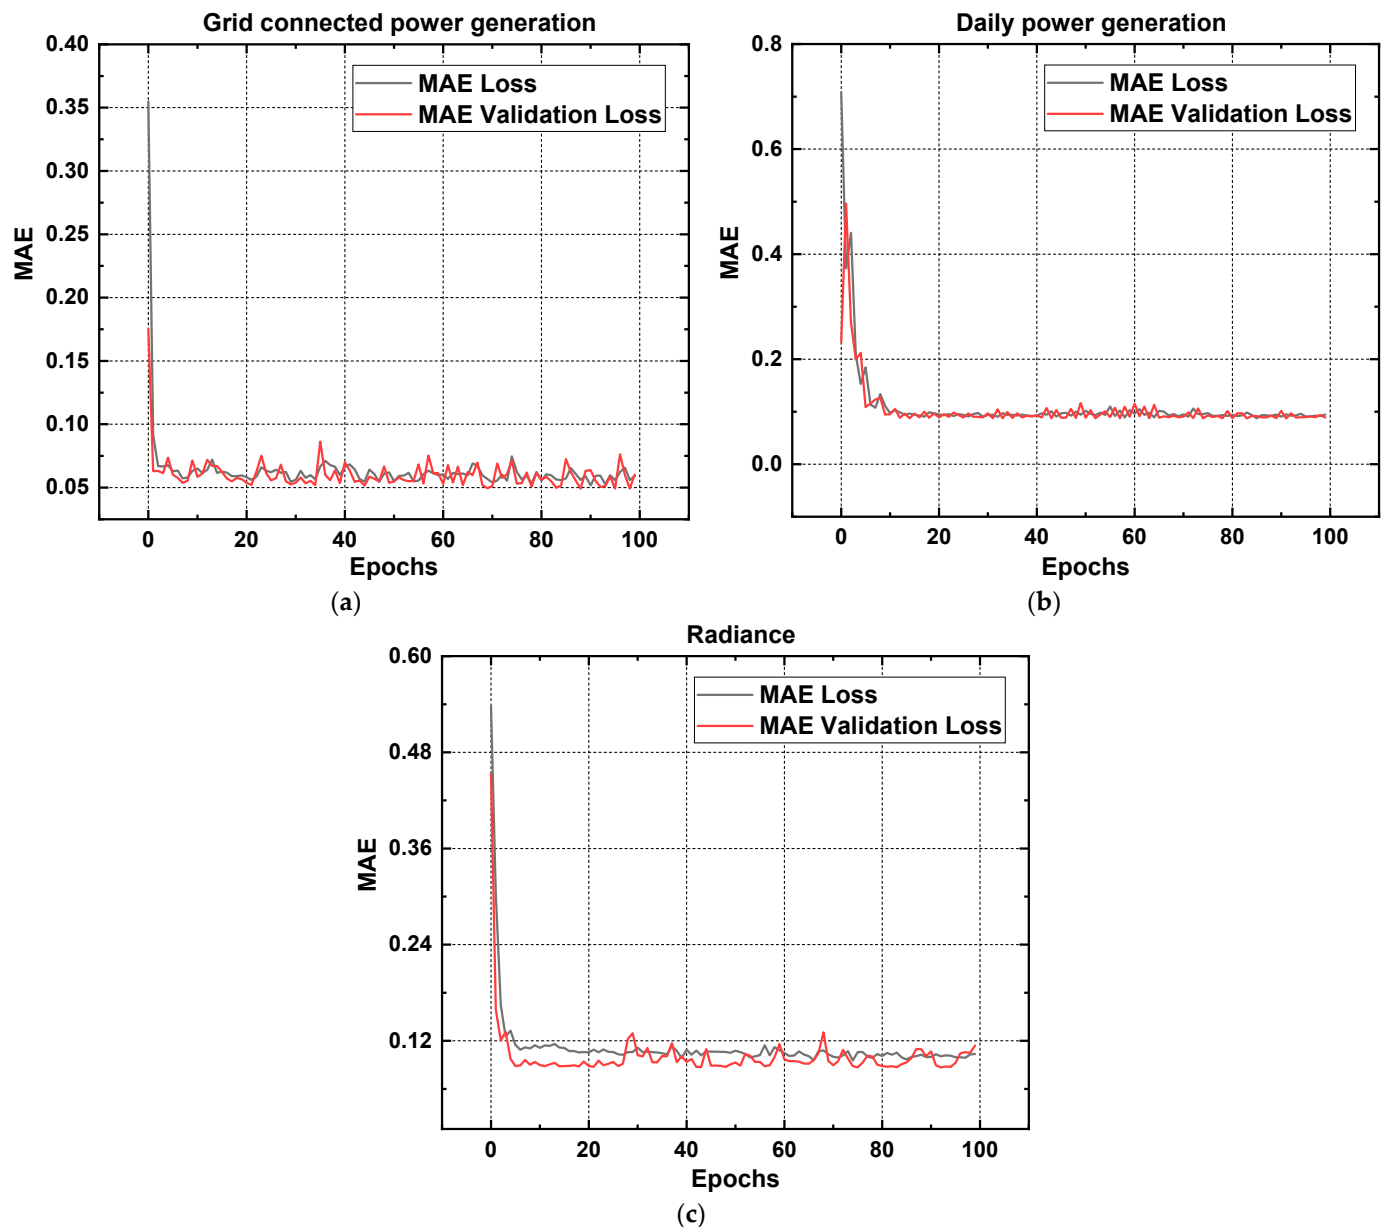 Grid connected power generation
0.40
0.35
0.30
0.25
0.20
0.15
0.10
0.05
MAE
MAE Loss
MAE Validation Loss
0 20 40 60 80 100
Epochs
(a)
Daily power generation
0.8
0.6
0.4
0.2
0.0
MAE
MAE Loss
MAE Validation Loss
0 20 40 60 80 100
Epochs
(b)
Radiance
0.60
0.48
0.36
0.24
0.12
MAE
MAE Loss
MAE Validation Loss
0 20 40 60 80 100
Epochs
(c)